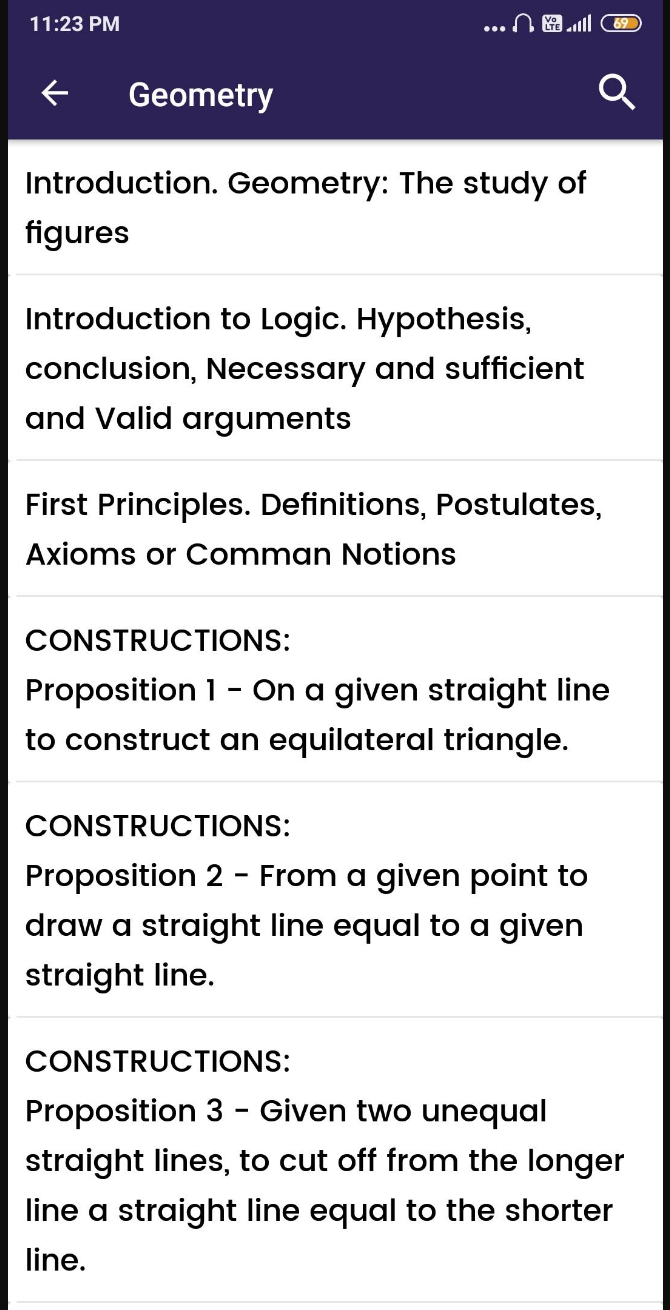 11:23 PM
Vo LTE 69
Geometry
Introduction. Geometry: The study of
figures
Introduction to Logic. Hypothesis,
conclusion, Necessary and sufficient
and Valid arguments
First Principles. Definitions, Postulates,
Axioms or Comman Notions
CONSTRUCTIONS:
Proposition 1 - On a given straight line
to construct an equilateral triangle.
CONSTRUCTIONS:
Proposition 2 - From a given point to
draw a straight line equal to a given
straight line.
CONSTRUCTIONS:
Proposition 3 - Given two unequal
straight lines, to cut off from the longer
line a straight line equal to the shorter
line.